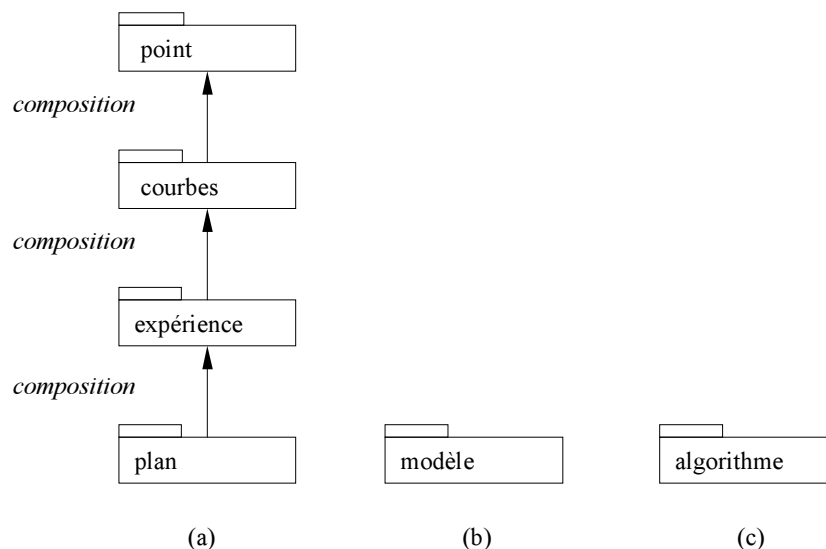 point
composition
courbes
composition
expérience
composition
plan modèle algorithme
(a) (b) (c)